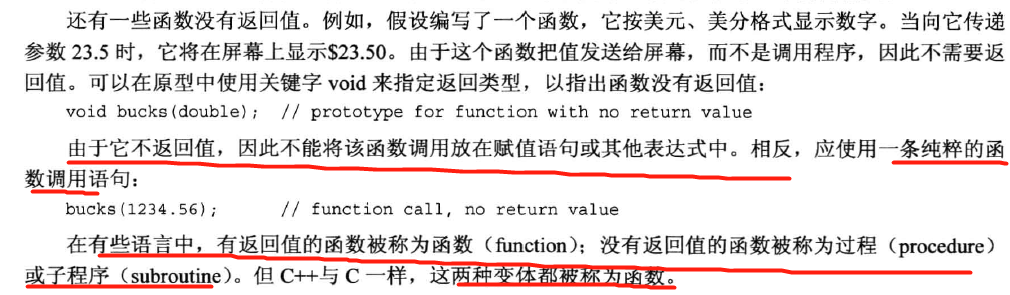 还有一些函数没有返回值。例如，假设编写了一个函数，它按美元、美分格式显示数字。当向它传递
参数 23.5 时，它将在屏幕上显示$23.50。由于这个函数把值发送给屏幕，而不是调用程序，因此不需要返
回值。可以在原型中使用关键字 void 来指定返回类型，以指出函数没有返回值：
void bucks(double);  // prototype for function with no return value
由于它不返回值，因此不能将该函数调用放在赋值语句或其他表达式中。相反，应使用一条纯粹的函
数调用语句：
bucks(1234.56);      // function call, no return value
在有些语言中，有返回值的函数被称为函数（function）；没有返回值的函数被称为过程（procedure）
或子程序（subroutine）。但 C++与 C 一样，这两种变体都被称为函数。